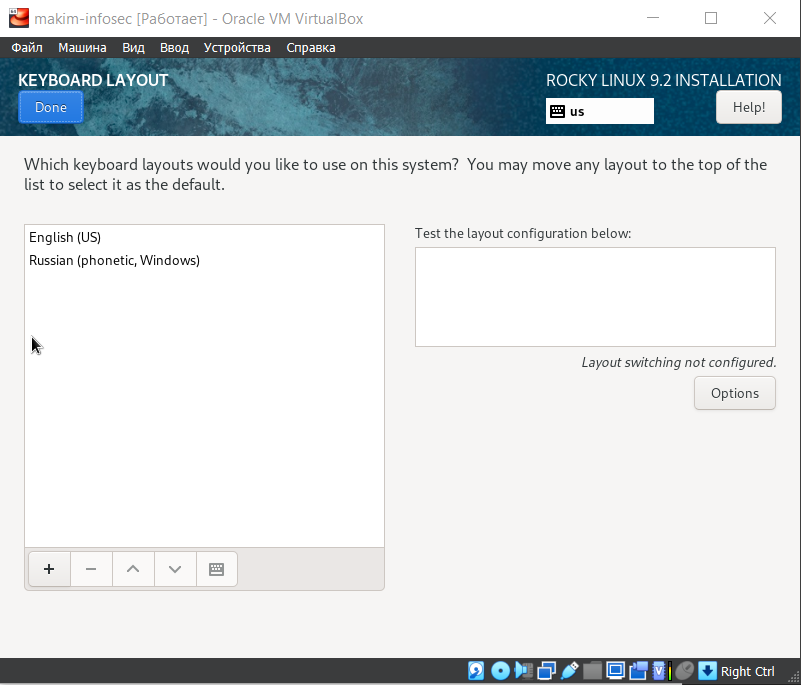 makim-infosec [Работает] - Oracle VM VirtualBox
Файл Машина Вид Ввод Устройства Справка
KEYBOARD LAYOUT
ROCKY LINUX 9.2 INSTALLATION
Done
us
Help!
Which keyboard layouts would you like to use on this system? You may move any layout to the top of the
list to select it as the default.
English (US)
Russian (phonetic, Windows)
Test the layout configuration below:
Layout switching not configured.
Options
Right Ctrl